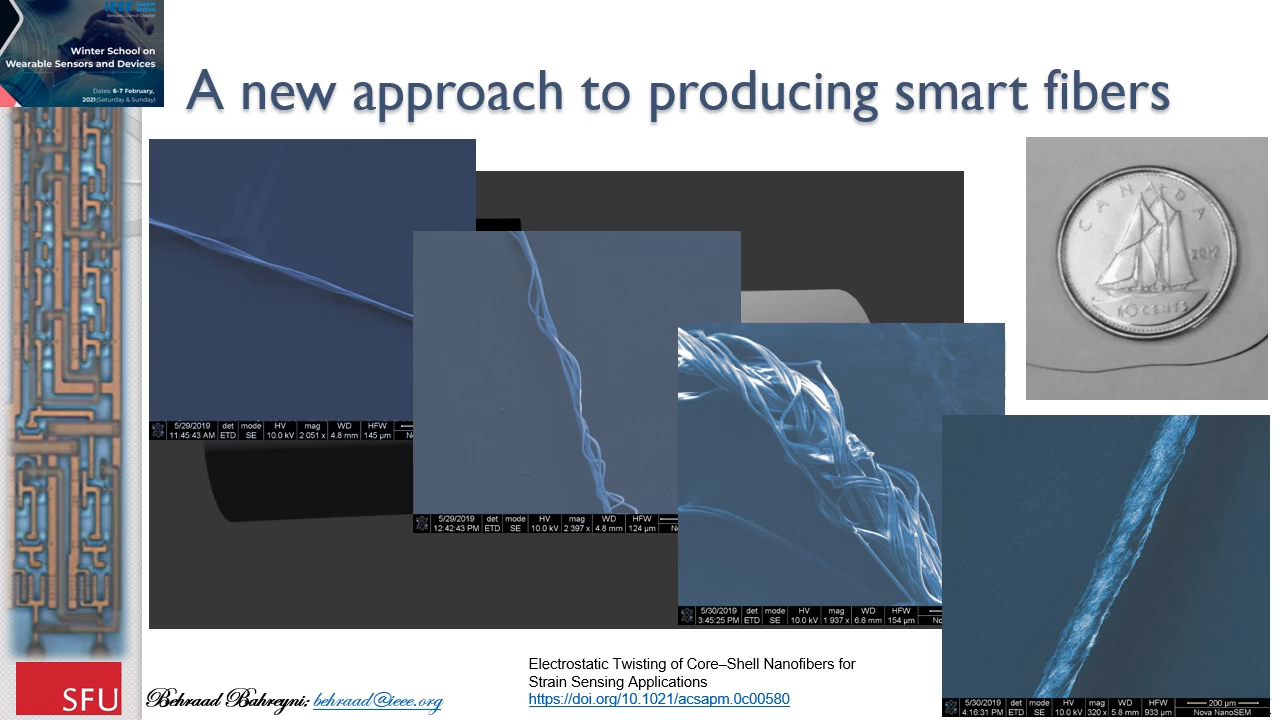 IEEE
Sensors Council Chapter
Winter School on
Wearable Sensors and Devices
Dates: 6-7 February,
2021(Saturday & Sunday)
A new approach to producing smart fibers
CANADA
2012
10 CENTS
5/29/2019 det mode HV mag WD HFW
11:45:43 AM ETD SE 10.0 kV 2 051 x 4.8 mm 145 µm
5/29/2019 det mode HV mag WD HFW
12:42:43 PM ETD SE 10.0 kV 2 397 x 4.8 mm 124 µm
5/30/2019 det mode HV mag WD HFW
3:45:25 PM ETD SE 10.0 kV 1 937 x 6.6 mm 154 µm
5/30/2019 det mode HV mag WD HFW 200 µm
4:16:31 PM ETD SE 10.0 kV 320 x 5.8 mm 933 µm Nova NanoSEM
Electrostatic Twisting of Core–Shell Nanofibers for
Strain Sensing Applications
https://doi.org/10.1021/acsapm.0c00580
SFU
Behraad Bahreyni; behraad@ieee.org